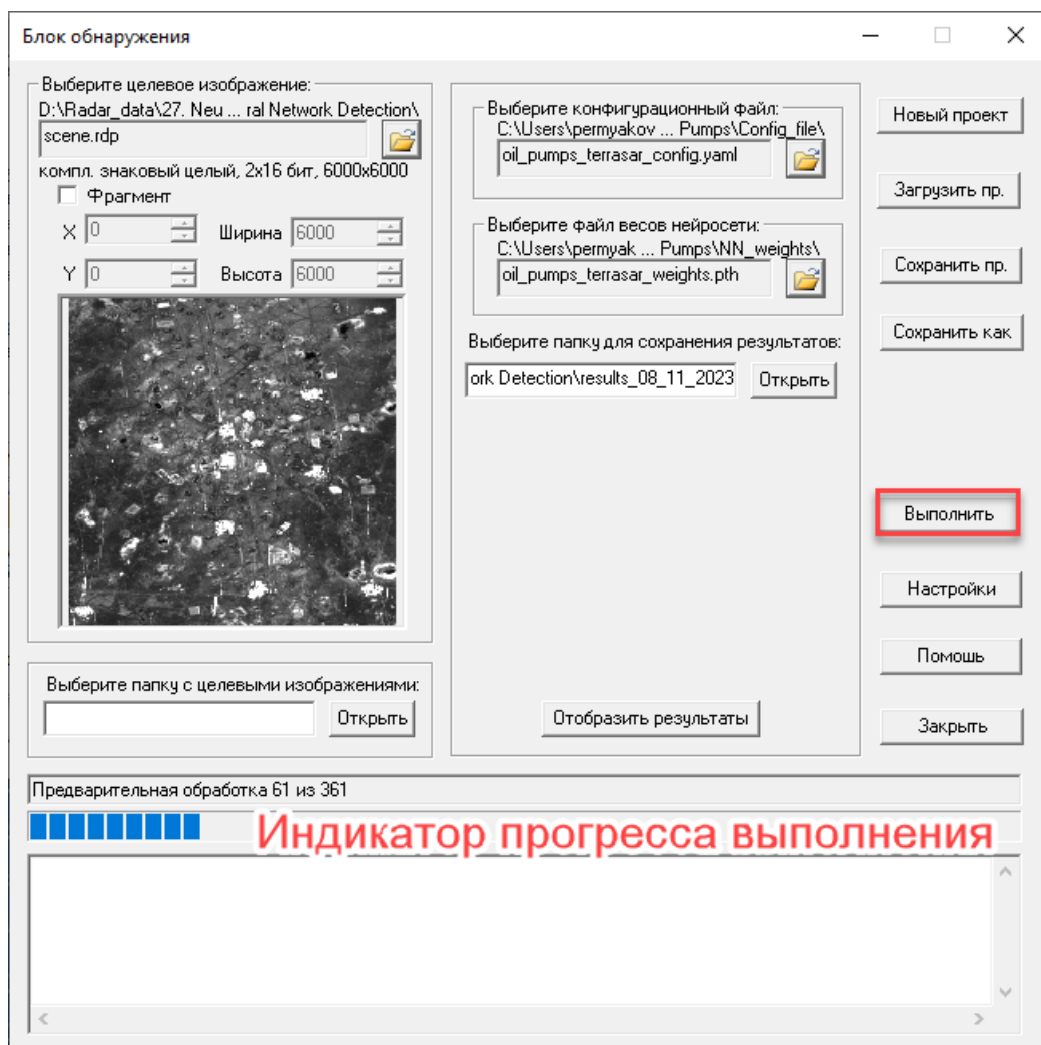 Блок обнаружения
Выберите целевое изображение:
D:\Radar_data\27. Neu ... ral Network Detection\
scene.rdp
компл. знаковый целый, 2x16 бит, 6000x6000
Фрагмент
X 0 Ширина 6000
Y 0 Высота 6000
Выберите папку с целевыми изображениями:
Открыть
Выберите конфигурационный файл:
C:\Users\permyakov ... Pumps\Config_file\
oil_pumps_terrasar_config.yaml
Выберите файл весов нейросети:
C:\Users\permyak ... Pumps\NN_weights\
oil_pumps_terrasar_weights.pth
Выберите папку для сохранения результатов:
ork Detection\results_08_11_2023 Открыть
Отобразить результаты
Новый проект
Загрузить пр.
Сохранить пр.
Сохранить как
Выполнить
Настройки
Помошь
Закрыть
Предварительная обработка 61 из 361
Индикатор прогресса выполнения